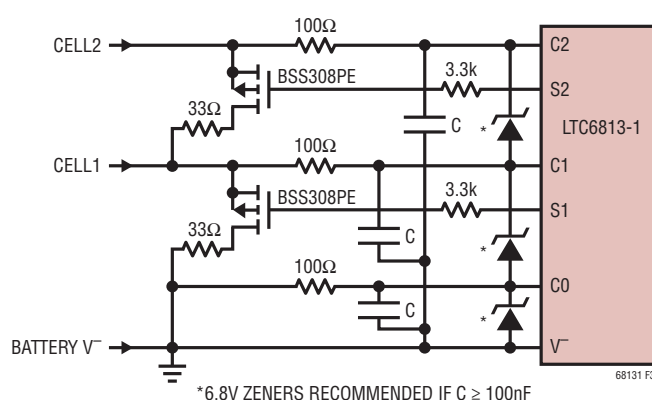 100Ω
CELL2
C2
BSS308PE
3.3k
S2
33Ω
LTC6813-1
*
C
100Ω
CELL1
C1
BSS308PE
3.3k
S1
33Ω
C
*
100Ω
C0
C
*
BATTERY V–
V–
68131 F3
*6.8V ZENERS RECOMMENDED IF C ≥ 100nF